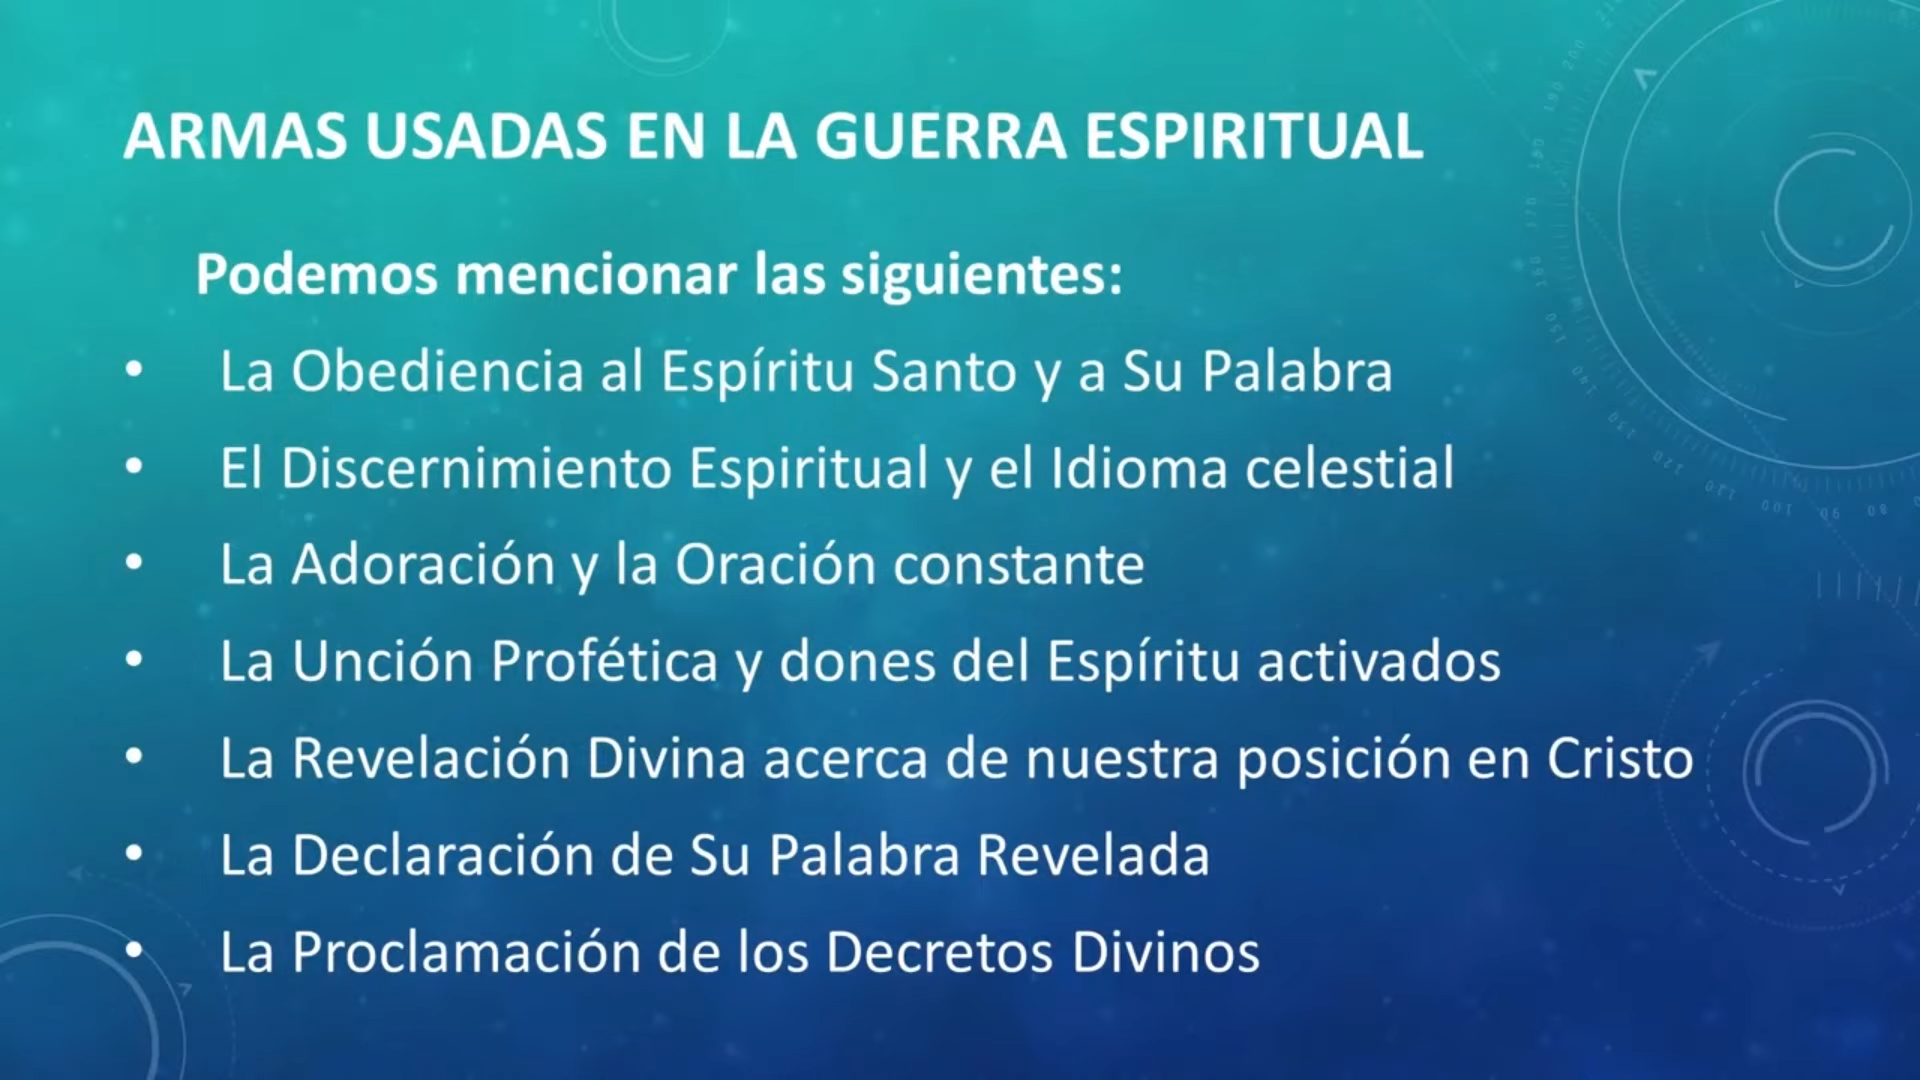 ARMAS USADAS EN LA GUERRA ESPIRITUAL
Podemos mencionar las siguientes:
• La Obediencia al Espíritu Santo y a Su Palabra
• El Discernimiento Espiritual y el Idioma celestial
• La Adoración y la Oración constante
• La Unción Profética y dones del Espíritu activados
• La Revelación Divina acerca de nuestra posición en Cristo
• La Declaración de Su Palabra Revelada
• La Proclamación de los Decretos Divinos